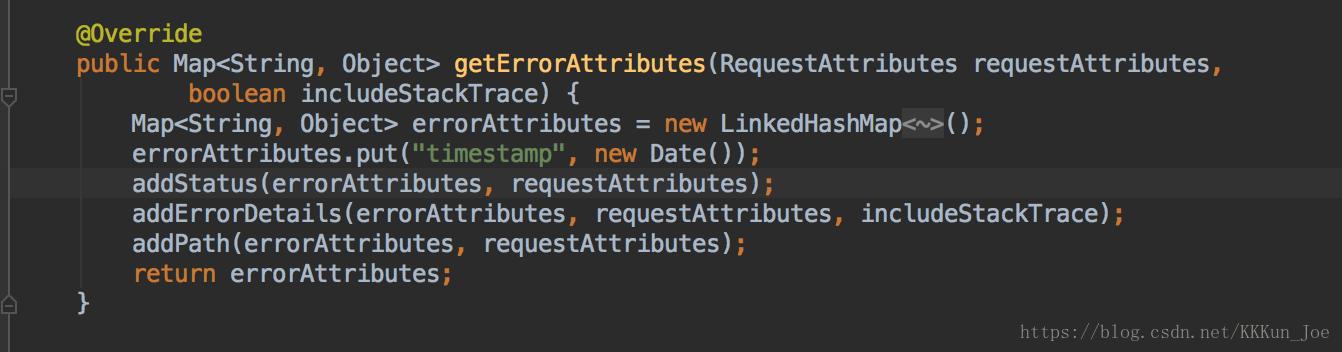 @Override
public Map<String, Object> getErrorAttributes(RequestAttributes requestAttributes,
boolean includeStackTrace) {
Map<String, Object> errorAttributes = new LinkedHashMap<~>();
errorAttributes.put("timestamp", new Date());
addStatus(errorAttributes, requestAttributes);
addErrorDetails(errorAttributes, requestAttributes, includeStackTrace);
addPath(errorAttributes, requestAttributes);
return errorAttributes;
}
https://blog.csdn.net/KKKun_Joe